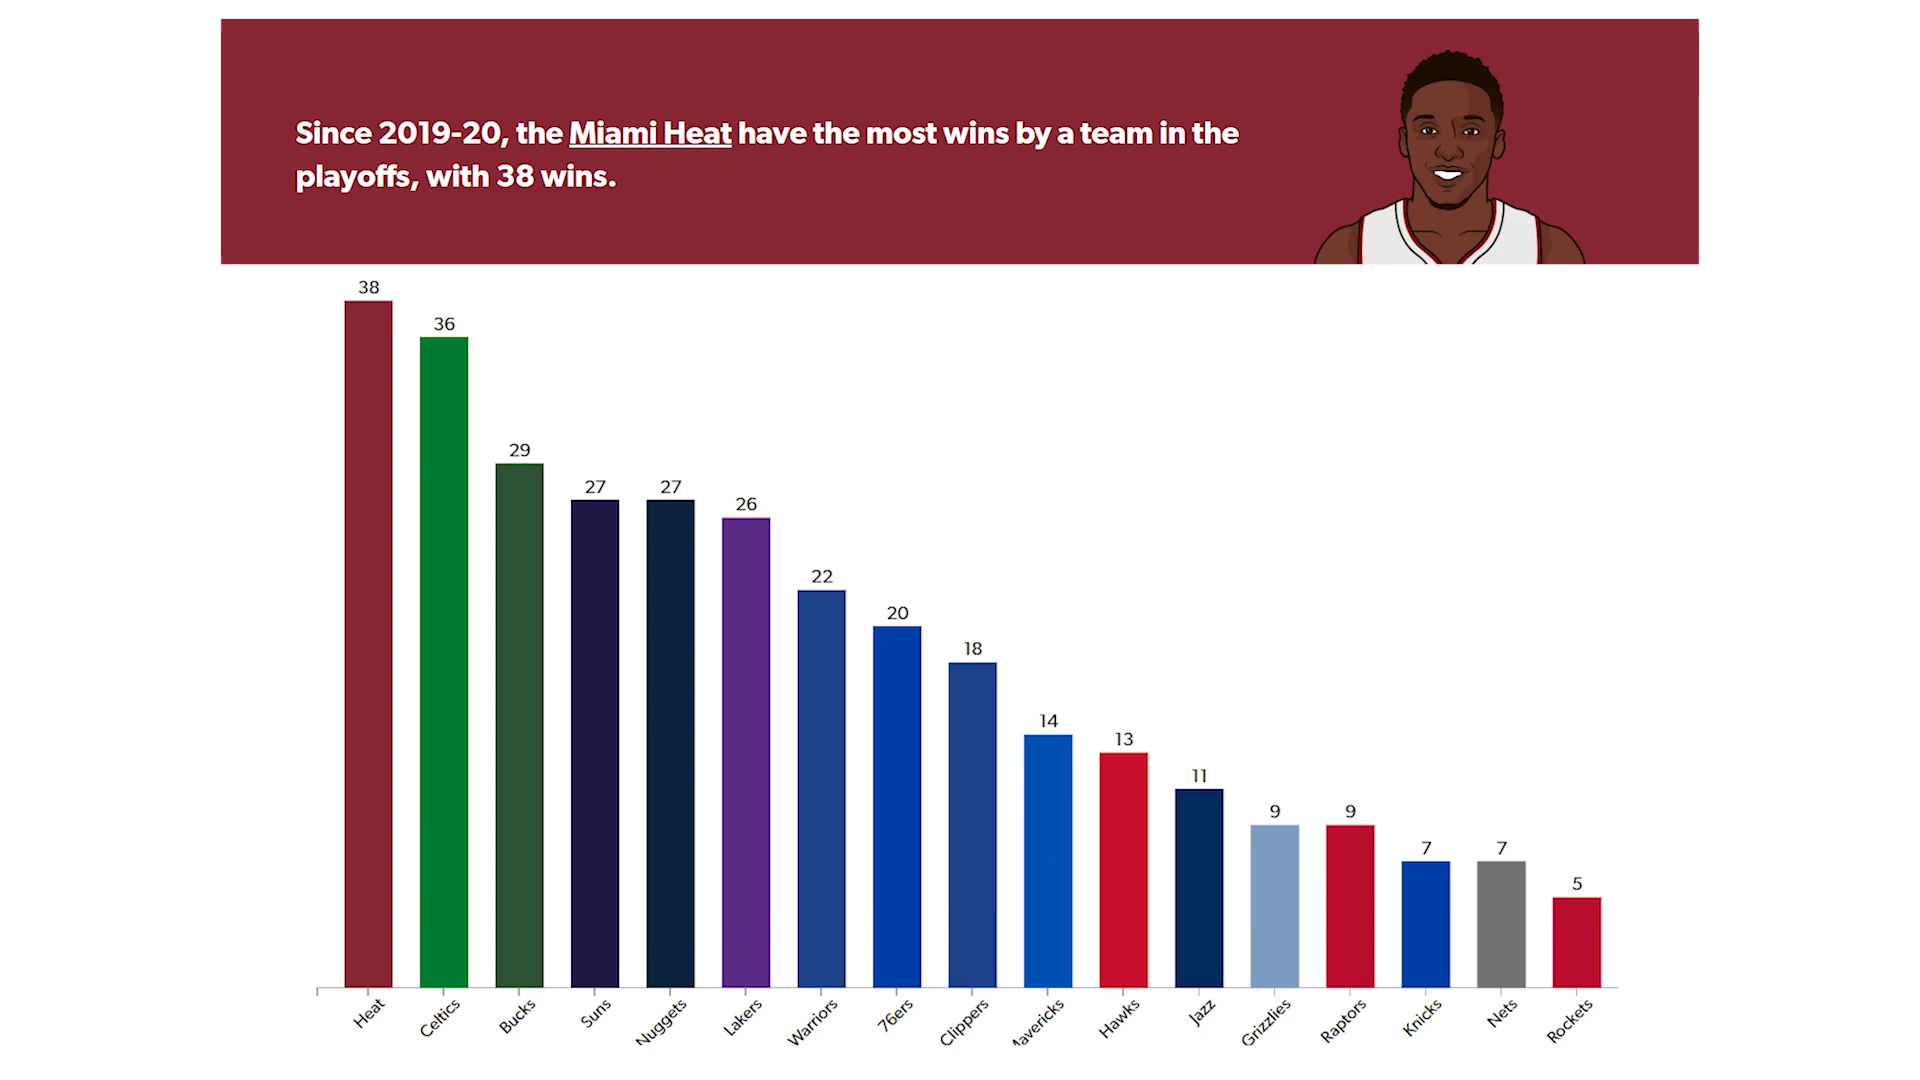 Since 2019-20, the Miami Heat have the most wins by a team in the
playoffs, with 38 wins.
38
36
29
27
27
26
22
20
18
14
13
11
9
9
7
7
5
Heat
Celtics
Bucks
Suns
Nuggets
Lakers
Warriors
76ers
Clippers
Mavericks
Hawks
Jazz
Grizzlies
Raptors
Knicks
Nets
Rockets